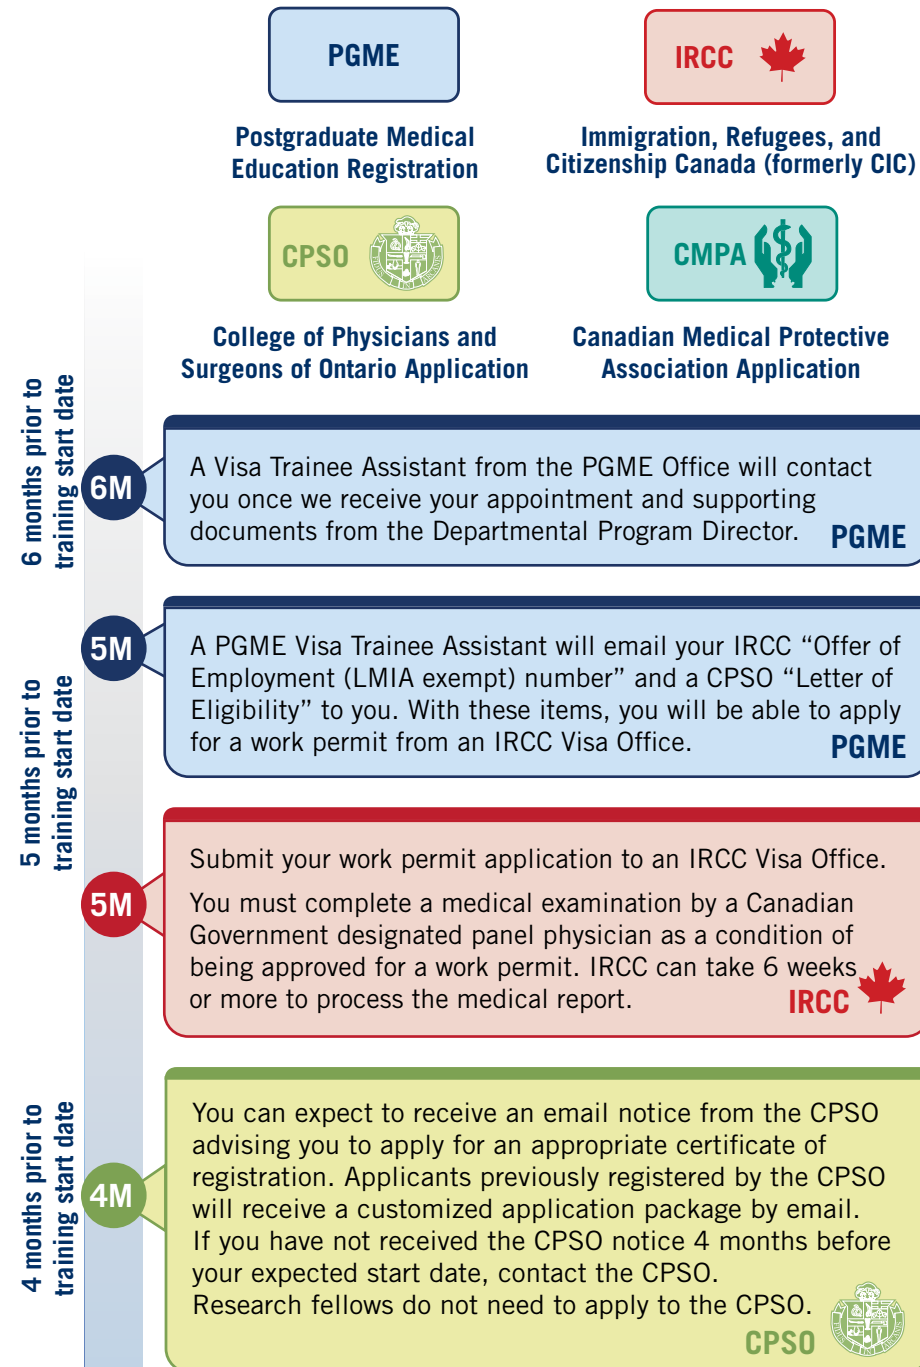 PGME
IRCC
Postgraduate Medical
Education Registration
Immigration, Refugees, and
Citizenship Canada (formerly CIC)
CPSO
CMPA
College of Physicians and
Surgeons of Ontario Application
Canadian Medical Protective
Association Application
6 months prior to
training start date
6M
A Visa Trainee Assistant from the PGME Office will contact
you once we receive your appointment and supporting
documents from the Departmental Program Director.
PGME
5 months prior to
training start date
5M
A PGME Visa Trainee Assistant will email your IRCC “Offer of
Employment (LMIA exempt) number” and a CPSO “Letter of
Eligibility” to you. With these items, you will be able to apply
for a work permit from an IRCC Visa Office.
PGME
5M
Submit your work permit application to an IRCC Visa Office.
You must complete a medical examination by a Canadian
Government designated panel physician as a condition of
being approved for a work permit. IRCC can take 6 weeks
or more to process the medical report.
IRCC
4 months prior to
training start date
4M
You can expect to receive an email notice from the CPSO
advising you to apply for an appropriate certificate of
registration. Applicants previously registered by the CPSO
will receive a customized application package by email.
If you have not received the CPSO notice 4 months before
your expected start date, contact the CPSO.
Research fellows do not need to apply to the CPSO.
CPSO